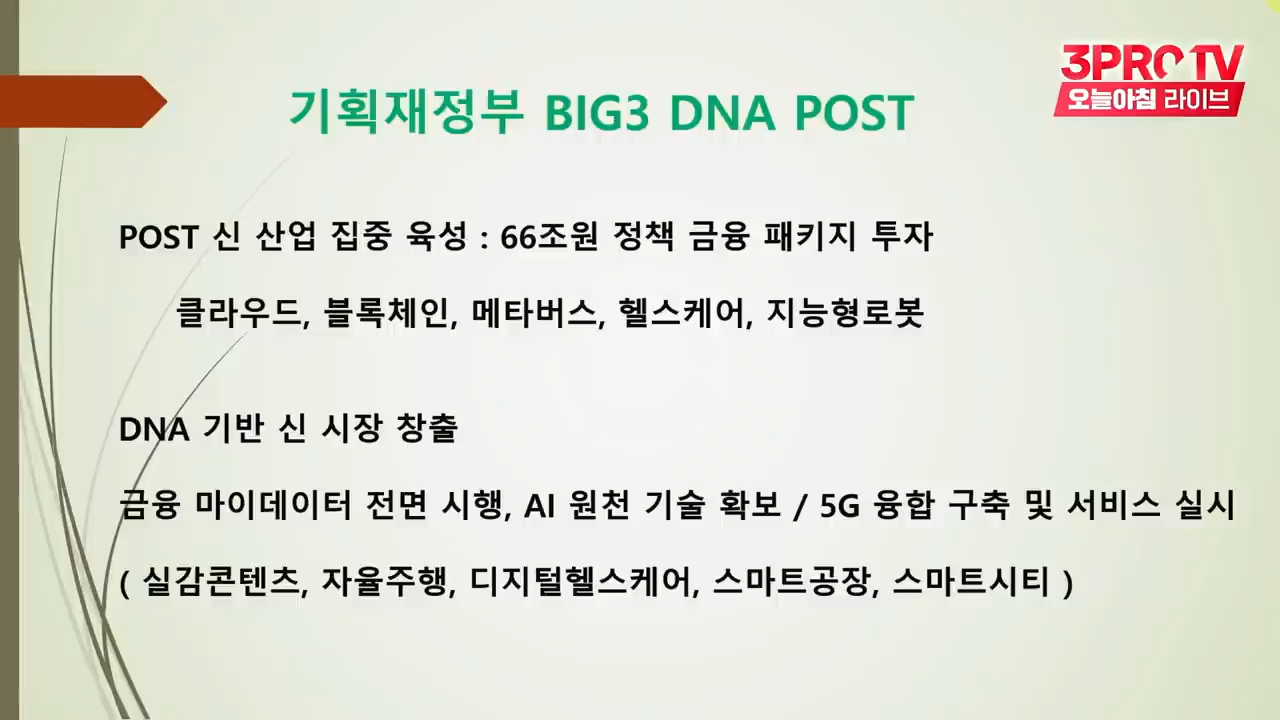 3PRO TV
오늘아침 라이브
기획재정부 BIG3 DNA POST
POST 신 산업 집중 육성 : 66조원 정책 금융 패키지 투자
클라우드, 블록체인, 메타버스, 헬스케어, 지능형로봇
DNA 기반 신 시장 창출
금융 마이데이터 전면 시행, AI 원천 기술 확보 / 5G 융합 구축 및 서비스 실시
( 실감콘텐츠, 자율주행, 디지털헬스케어, 스마트공장, 스마트시티 )